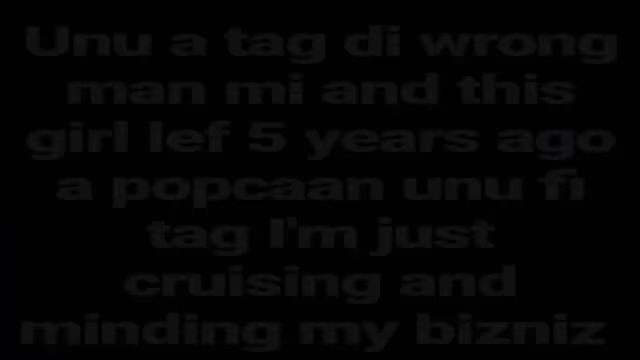 Unu a tag di wrong
man mi and this
girl lef 5 years ago
a popcaan unu fi
tag I'm just
cruising and
minding my bizniz